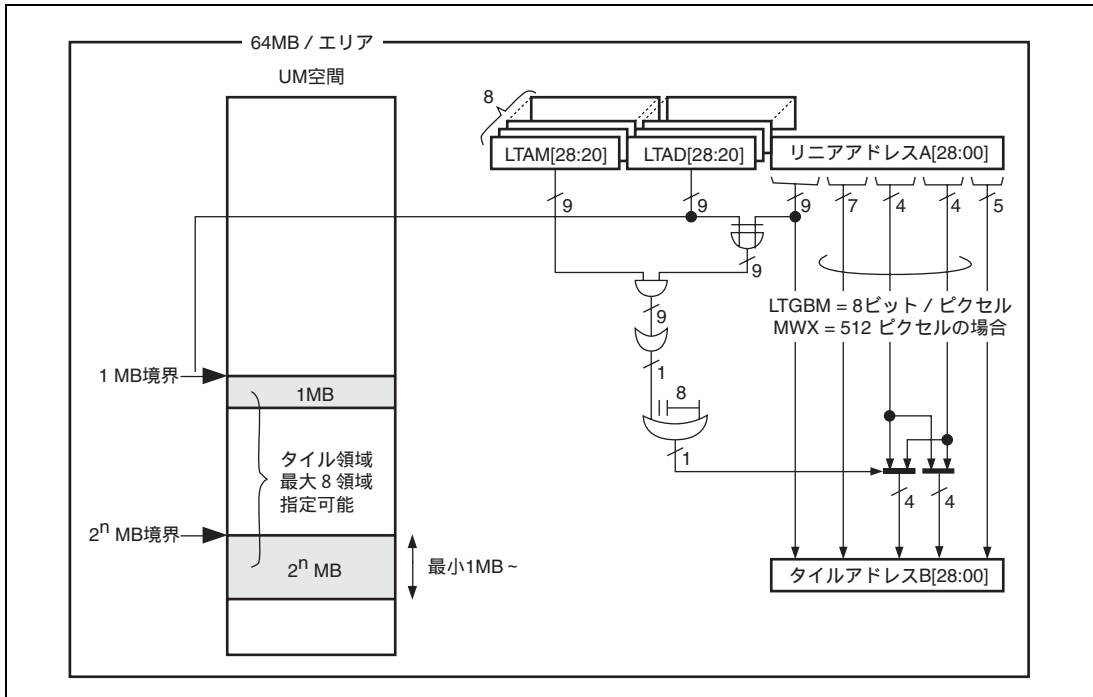 64MB / エリア
UM空間
8
LTAM[28:20]
LTAD[28:20]
リニアアドレスA[28:00]
9
9
9
7
4
4
5
9
LTGBM = 8ビット / ピクセル
MWX = 512 ピクセルの場合
9
1
8
1
4
4
1 MB境界
1MB
タイル領域
最大 8 領域
指定可能
2n MB境界
2n MB
最小1MB ~
タイルアドレスB[28:00]